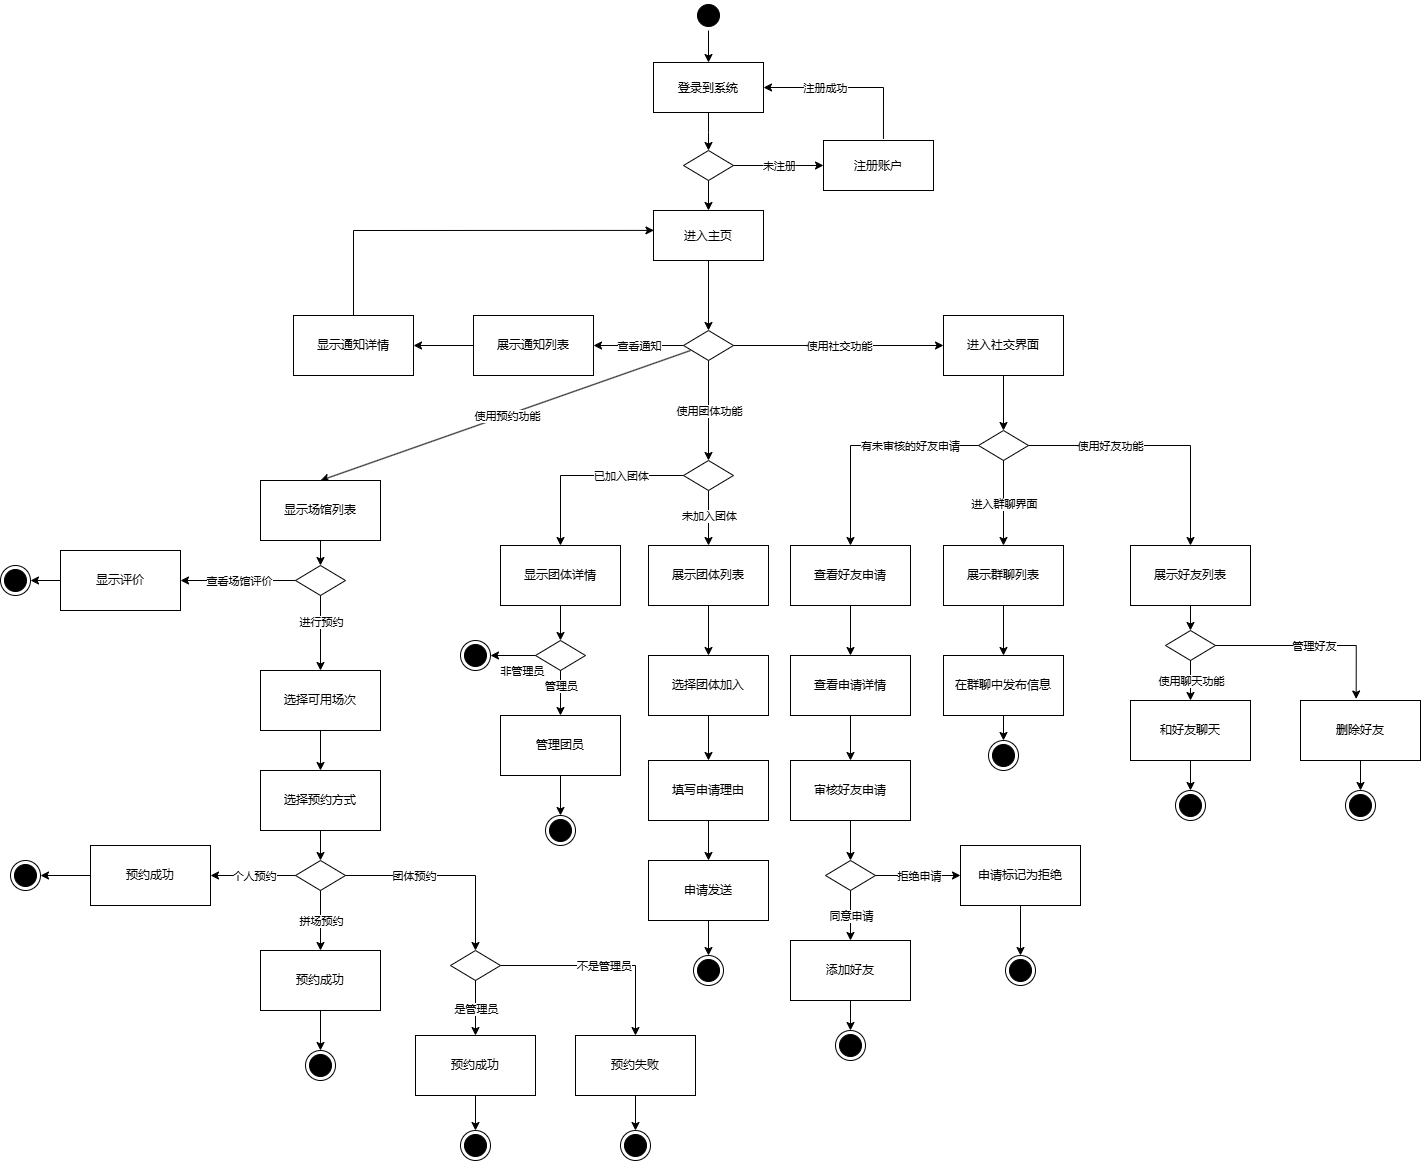 登录到系统
注册成功
未注册
注册账户
进入主页
显示通知详情
展示通知列表
查看通知
使用社交功能
进入社交界面
使用预约功能
使用团体功能
有未审核的好友申请
使用好友功能
已加入团体
进入群聊界面
显示场馆列表
未加入团体
显示评价
查看场馆评价
显示团体详情
展示团体列表
查看好友申请
展示群聊列表
展示好友列表
进行预约
非管理员
管理员
管理好友
使用聊天功能
选择可用场次
选择团体加入
查看申请详情
在群聊中发布信息
管理团员
和好友聊天
删除好友
选择预约方式
填写申请理由
审核好友申请
预约成功
个人预约
团体预约
申请发送
拒绝申请
申请标记为拒绝
拼场预约
同意申请
预约成功
不是管理员
添加好友
是管理员
预约成功
预约失败